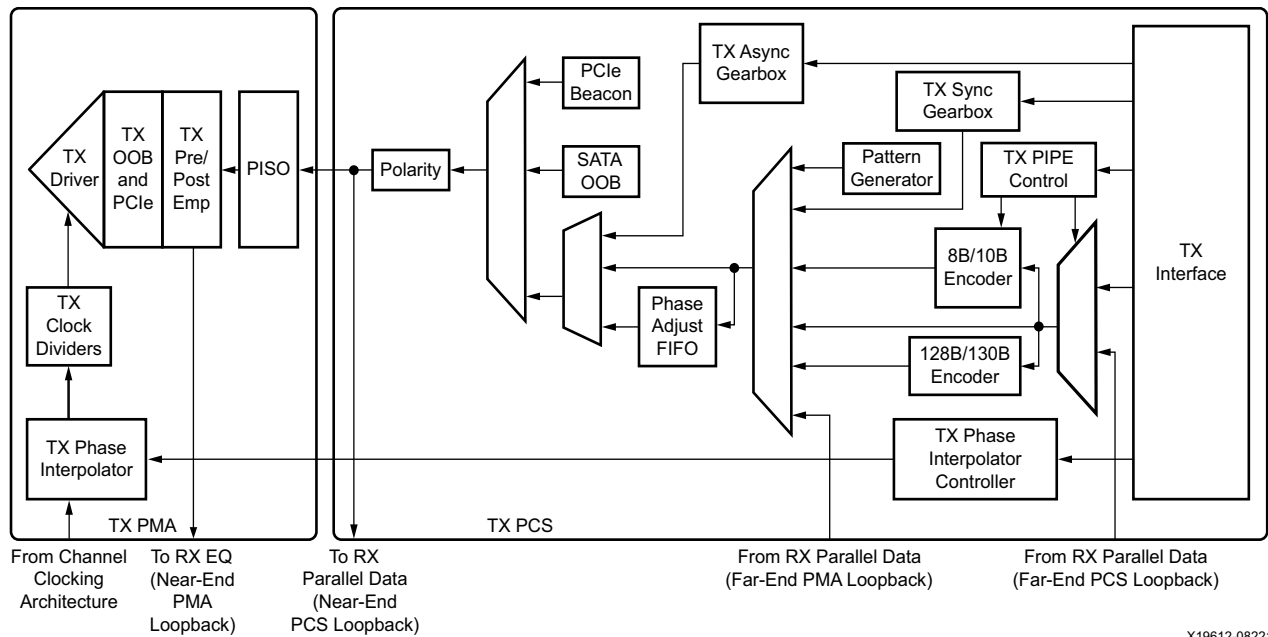 TX Async
Gearbox
PCIe
Beacon
TX Sync
Gearbox
TX
Driver
TX
OOB
and
PCIe
TX
Pre/
Post
Emp
PISO
Polarity
SATA
OOB
Pattern
Generator
TX PIPE
Control
TX
Interface
8B/10B
Encoder
TX
Clock
Dividers
Phase
Adjust
FIFO
128B/130B
Encoder
TX Phase
Interpolator
TX Phase
Interpolator
Controller
TX PMA
TX PCS
From Channel
Clocking
Architecture
To RX EQ
(Near-End
PMA
Loopback)
To RX
Parallel Data
(Near-End
PCS Loopback)
From RX Parallel Data
(Far-End PMA Loopback)
From RX Parallel Data
(Far-End PCS Loopback)